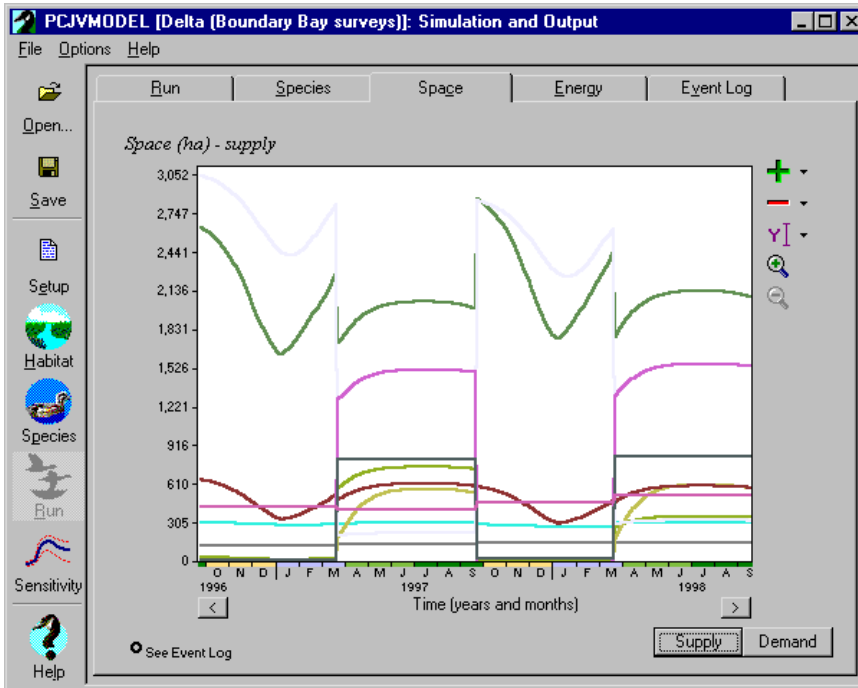 PCJVMODEL [Delta (Boundary Bay surveys)]: Simulation and Output
File Options Help
Open...
Save
Setup
Habitat
Species
Run
Sensitivity
Help
Run Species Space Energy Event Log
Space (ha) - supply
3,052
2,747
2,441
2,136
1,831
1,526
1,221
916
610
305
0
O N D J F M A M J J A S O N D J F M A M J J A S
1996 1997 1998
< Time (years and months) >
Y
See Event Log
Supply Demand